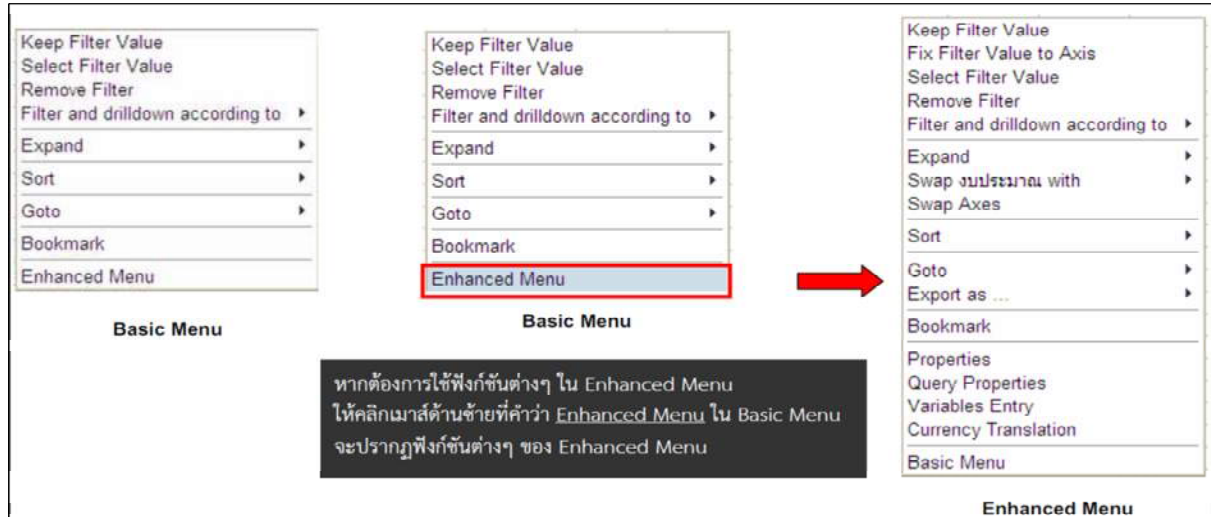 Keep Filter Value
Select Filter Value
Remove Filter
Filter and drilldown according to
Expand
Sort
Goto
Bookmark
Enhanced Menu
Basic Menu
Keep Filter Value
Select Filter Value
Remove Filter
Filter and drilldown according to
Expand
Sort
Goto
Bookmark
Enhanced Menu
Basic Menu
หากต้องการใช้ฟังก์ชันต่างๆ ใน Enhanced Menu
ให้คลิกเมาส์ด้านซ้ายที่คำว่า Enhanced Menu ใน Basic Menu
จะปรากฏฟังก์ชันต่างๆ ของ Enhanced Menu
Keep Filter Value
Fix Filter Value to Axis
Select Filter Value
Remove Filter
Filter and drilldown according to
Expand
Swap งบประมาณ with
Swap Axes
Sort
Goto
Export as ...
Bookmark
Properties
Query Properties
Variables Entry
Currency Translation
Basic Menu
Enhanced Menu